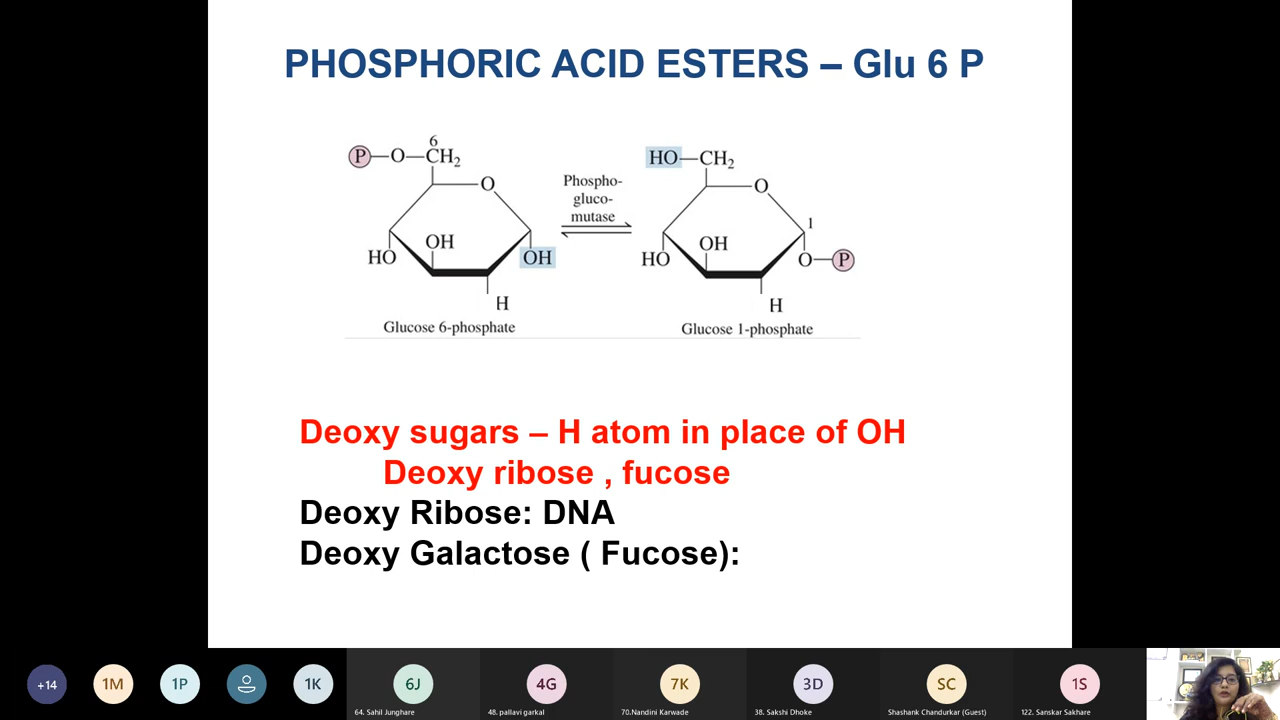 PHOSPHORIC ACID ESTERS – Glu 6 P
6
P—O—CH2
O
OH
HO
OH
H
Glucose 6-phosphate
Phospho-
gluco-
mutase
HO—CH2
O
1
OH
HO
O—P
H
Glucose 1-phosphate
Deoxy sugars – H atom in place of OH
Deoxy ribose , fucose
Deoxy Ribose: DNA
Deoxy Galactose ( Fucose):
+14
1M
1P
1K
6J
4G
7K
3D
SC
1S
64. Sahil Junghare
48. pallavi garkal
70.Nandini Karwade
38. Sakshi Dhoke
Shashank Chandurkar (Guest)
122. Sanskar Sakhare